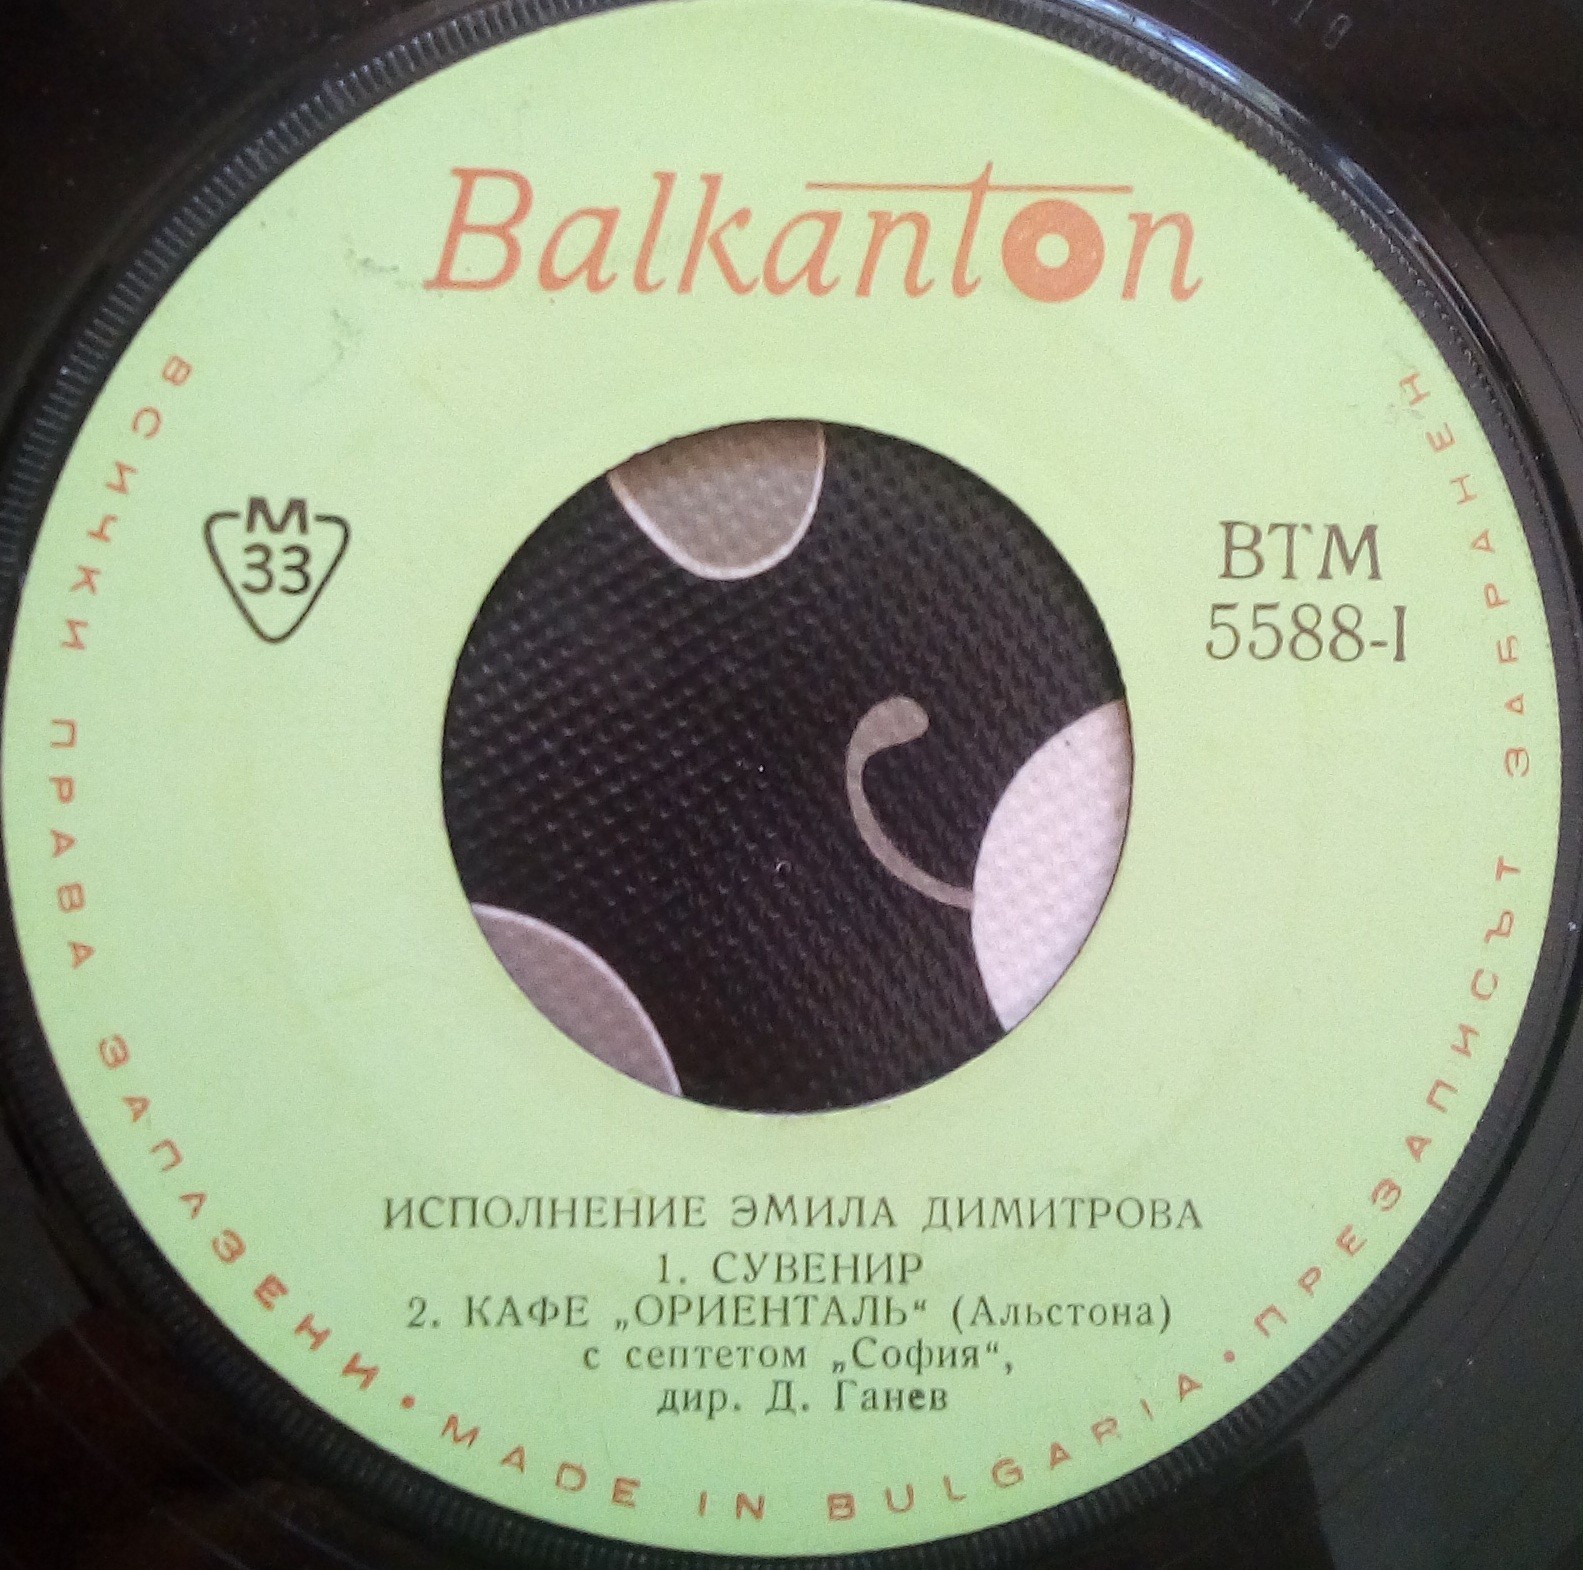 Balkanton
М
33
ВТМ
5588-I
ИСПОЛНЕНИЕ ЭМИЛА ДИМИТРОВА
1. СУВЕНИР
2. КАФЕ „ОРИЕНТАЛЬ“ (Альстона)
с септетом „София“,
дир. Д. Ганев
ВСИЧКИ ПРАВА ЗАПАЗЕНИ • MADE IN BULGARIA • ПРЕЗАПИСЪТ ЗАБРАНЕН